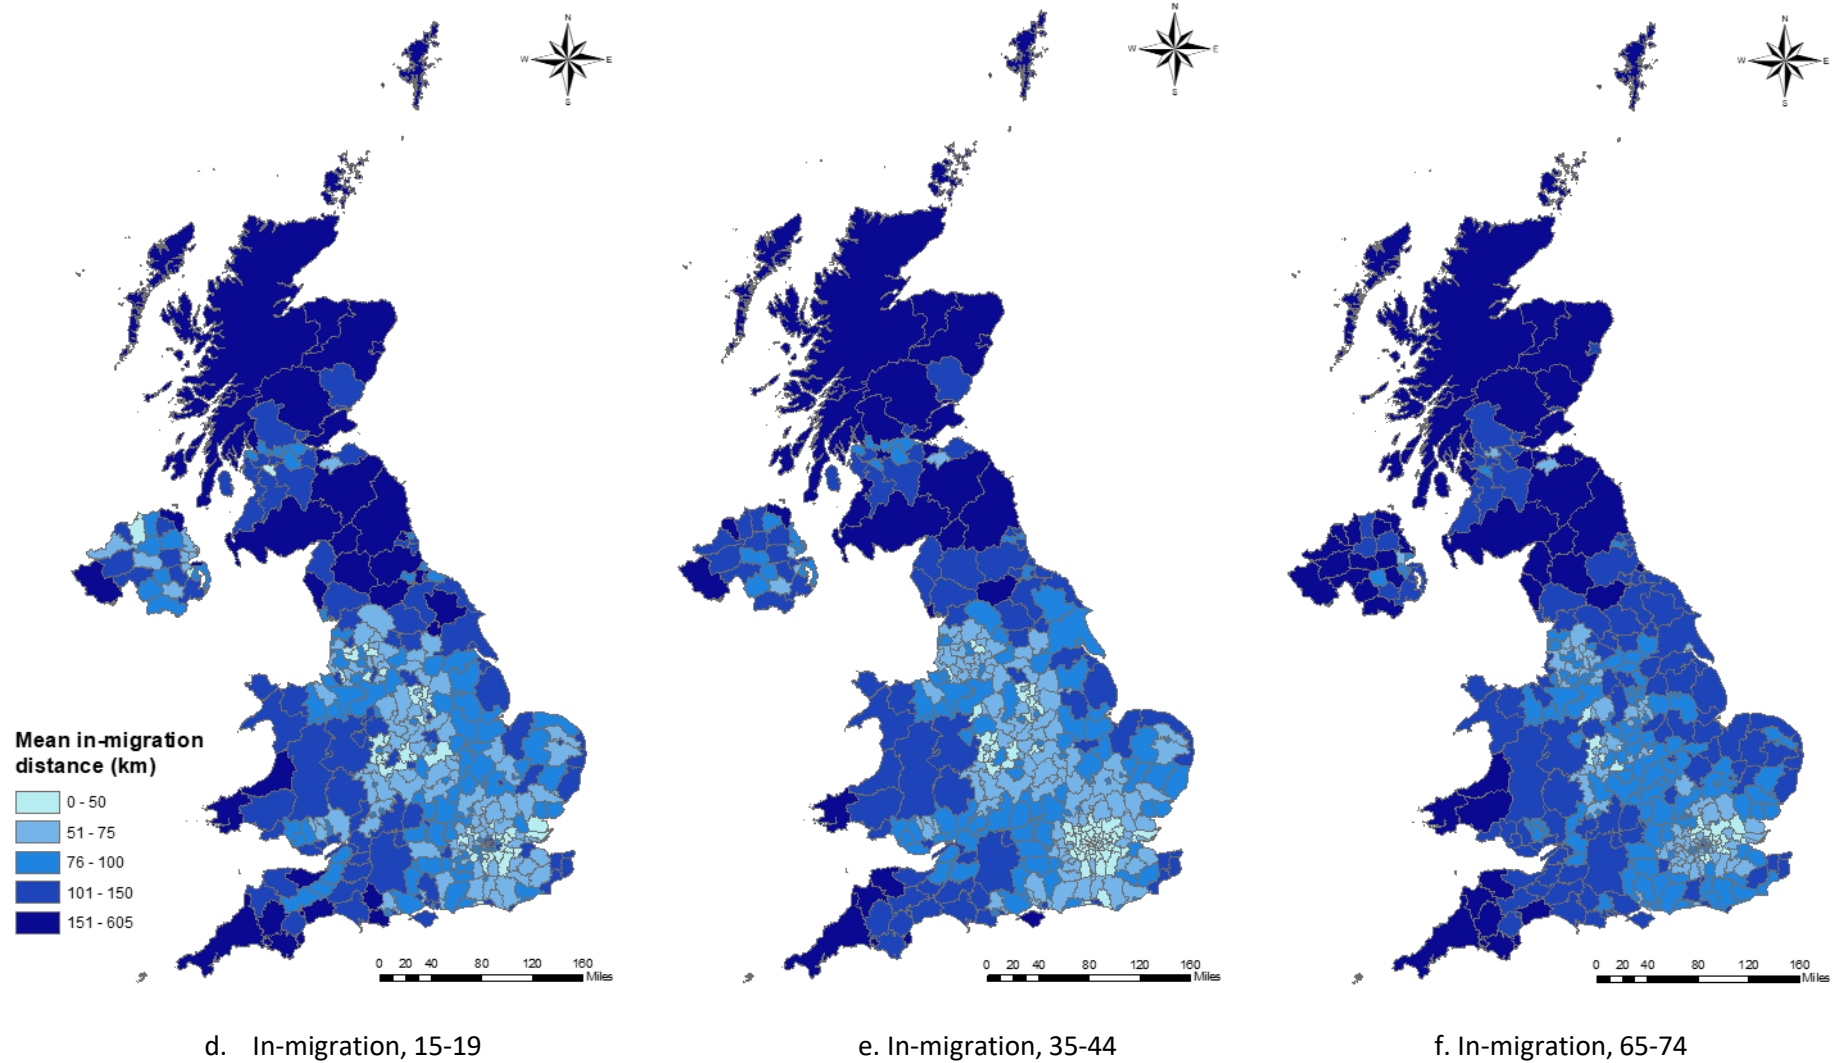 N
W E
S
N
W E
S
N
W E
S
Mean in-migration
distance (km)
0 - 50
51 - 75
76 - 100
101 - 150
151 - 605
0 20 40 80 120 160
Miles
0 20 40 80 120 160
Miles
0 20 40 80 120 160
Miles
d. In-migration, 15-19
e. In-migration, 35-44
f. In-migration, 65-74